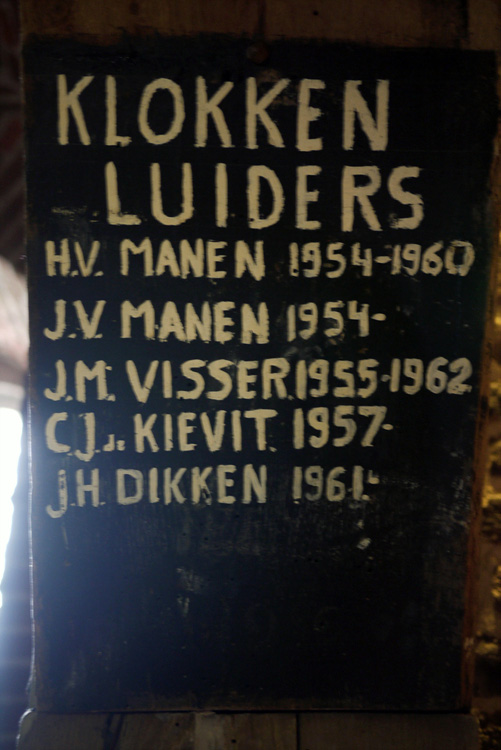 KLOKKEN
LUIDERS
H.V. MANEN 1954-1960
J.V. MANEN 1954-
J.M. VISSER 1955-1962
C.J. KIEVIT 1957-
J.H DIKKEN 1961-